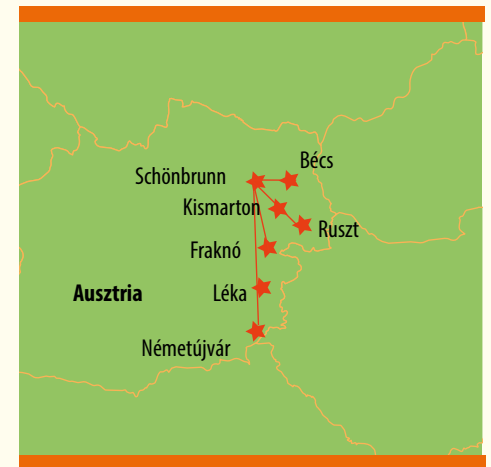 Bécs
Schönbrunn
Kismarton
Ruszt
Fraknó
Ausztria
Léka
Németújvár